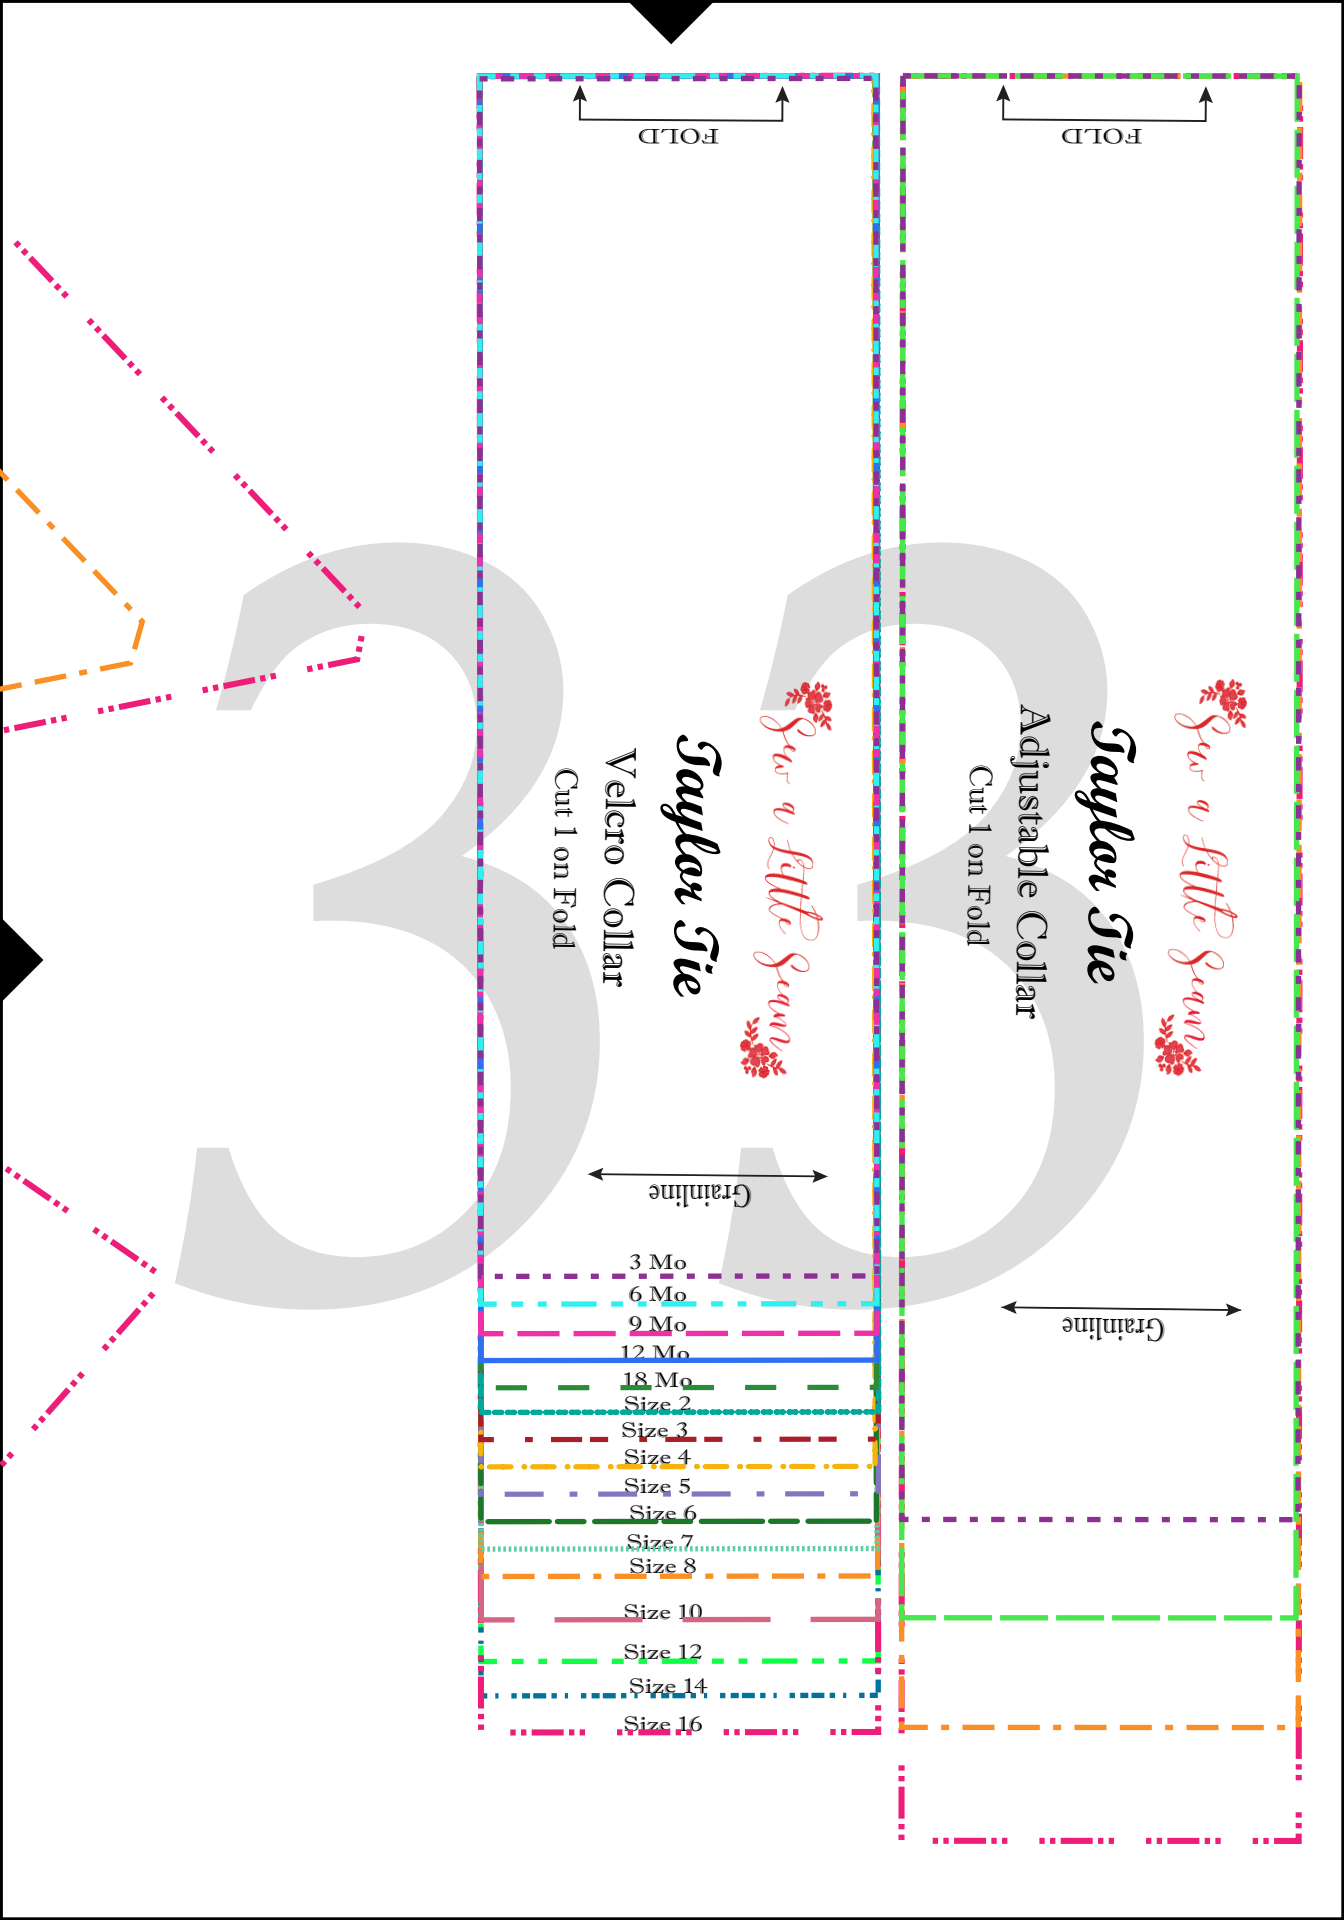 FOLD
FOLD
33
Sew a Little Seam
Taylor Tie
Velcro Collar
Cut 1 on Fold
Sew a Little Seam
Taylor Tie
Adjustable Collar
Cut 1 on Fold
Grainline
3 Mo
6 Mo
9 Mo
12 Mo
18 Mo
Size 2
Size 3
Size 4
Size 5
Size 6
Size 7
Size 8
Size 10
Size 12
Size 14
Size 16
Grainline